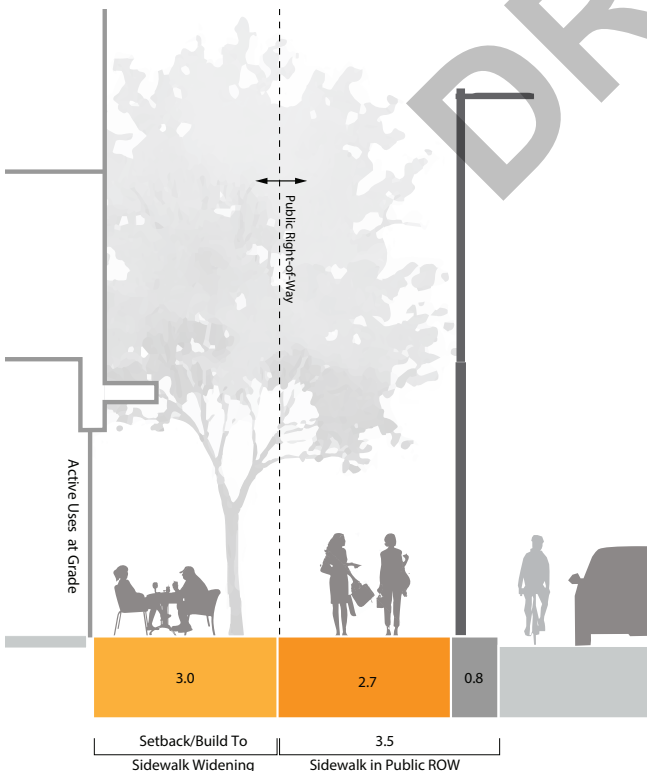 DR
Public Right-of-Way
Active Uses at Grade
3.0
2.7
0.8
Setback/Build To
Sidewalk Widening
3.5
Sidewalk in Public ROW